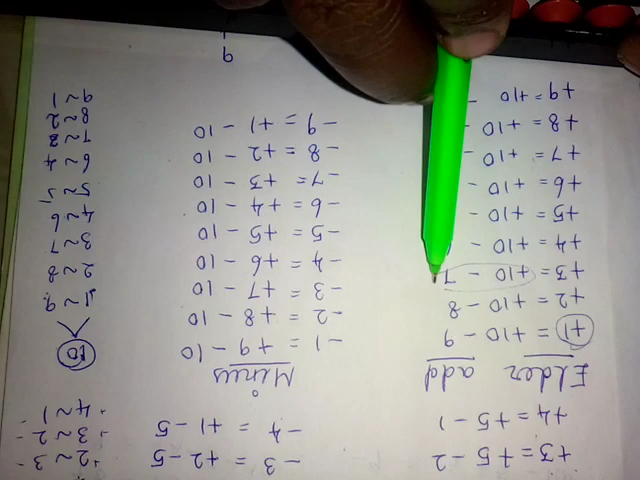 +3=+5-2
+4=+5-1
Elder add
+1 = +10 -9
+2 = +10 -8
+3 = +10 - 7
+4 = +10 -
+5 = +10 -
+6 = +10 -
+7 = +10 -
+8 = +10 -
+9 = +10 -
-3 = +2-5
-4 = +1 -5
Minus
-1 = +9 -10
-2 = +8 -10
-3 = +7 -10
-4 = +6 -10
-5 = +5 -10
-6 = +4 -10
-7 = +3 -10
-8 = +2 -10
-9 = +1 -10
9
+2~3
+3~2
+4~1
10
1~9
2~8
3~7
4~6
5~5
6~4
7~3
8~2
9~1